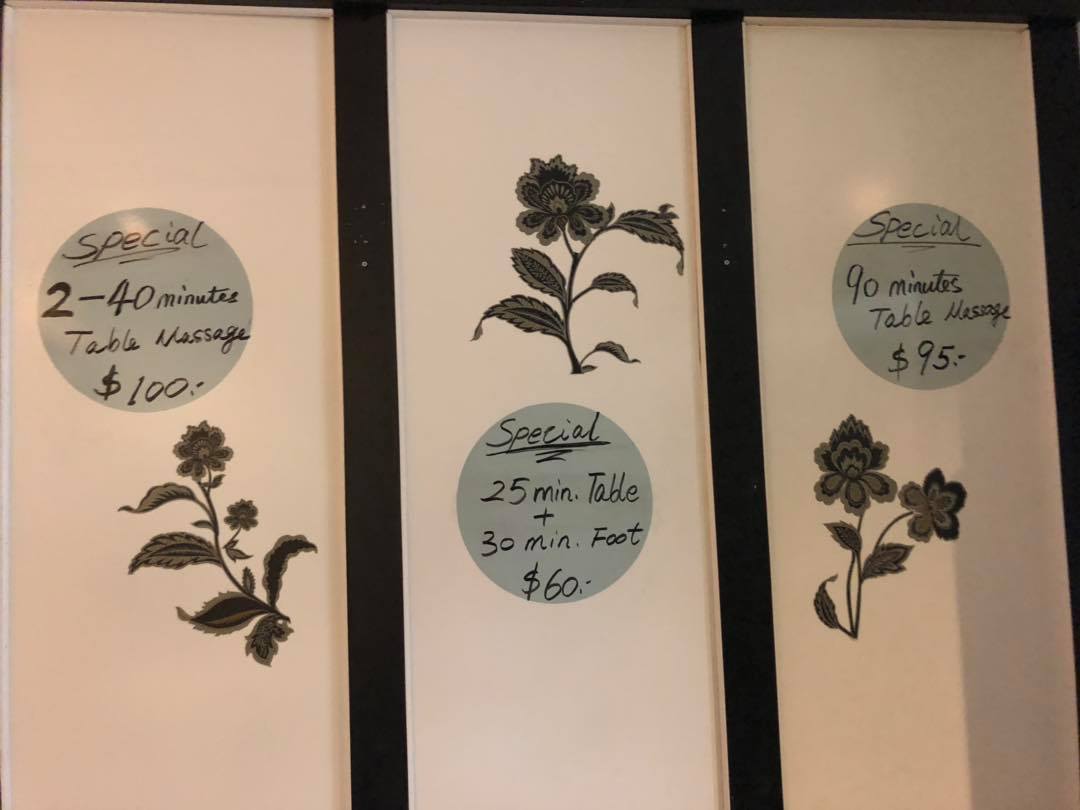 Special
2-40 minutes
Table Massage
$100.-
Special
25 min. Table
+
30 min. Foot
$60.-
Special
90 minutes
Table Massage
$95.-